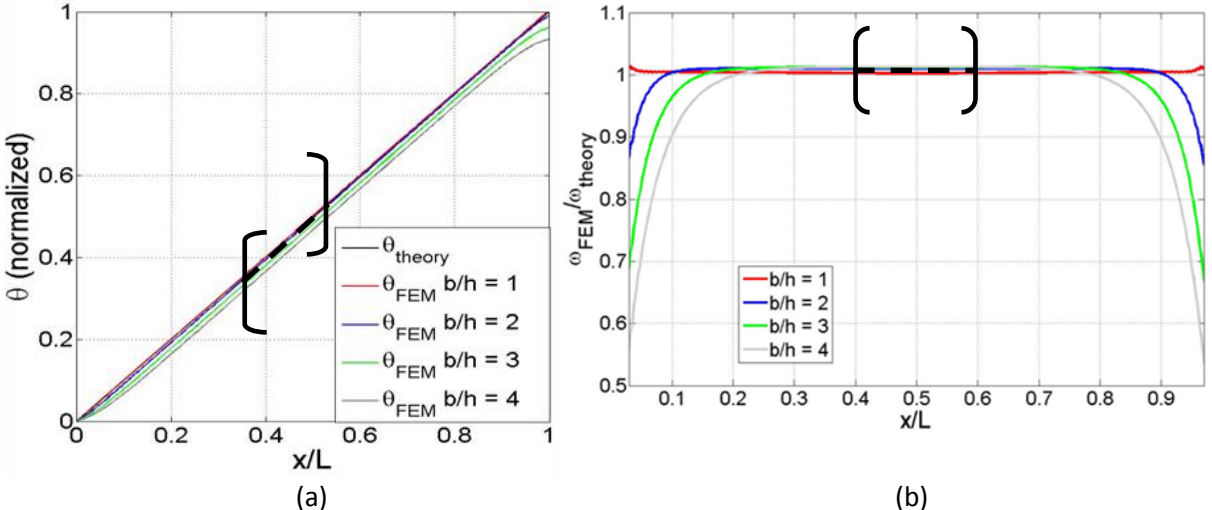 1
0.8
0.6
0.4
0.2
0
θ (normalized)
0 0.2 0.4 0.6 0.8 1
x/L
θtheory
θFEM b/h = 1
θFEM b/h = 2
θFEM b/h = 3
θFEM b/h = 4
(a)
1.1
1
0.9
0.8
0.7
0.6
0.5
ωFEM/ωtheory
0.1 0.2 0.3 0.4 0.5 0.6 0.7 0.8 0.9
x/L
b/h = 1
b/h = 2
b/h = 3
b/h = 4
(b)